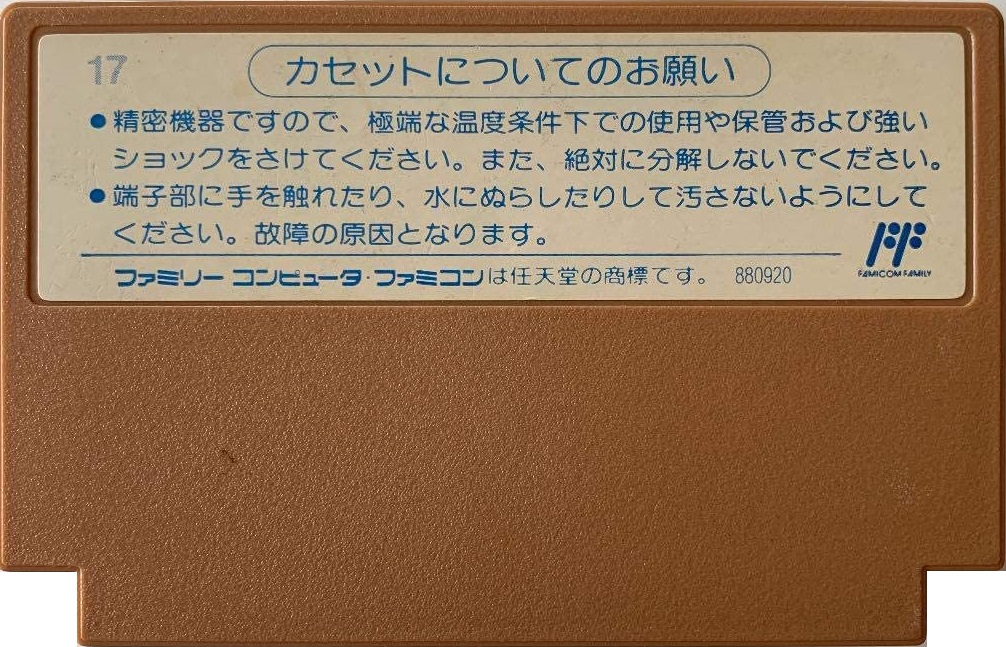 17
カセットについてのお願い
●精密機器ですので、極端な温度条件下での使用や保管および強い
ショックをさけてください。また、絶対に分解しないでください。
●端子部に手を触れたり、水にぬらしたりして汚さないようにして
ください。故障の原因となります。
FF
FAMICOM FAMILY
ファミリー コンピュータ・ファミコンは任天堂の商標です。 880920